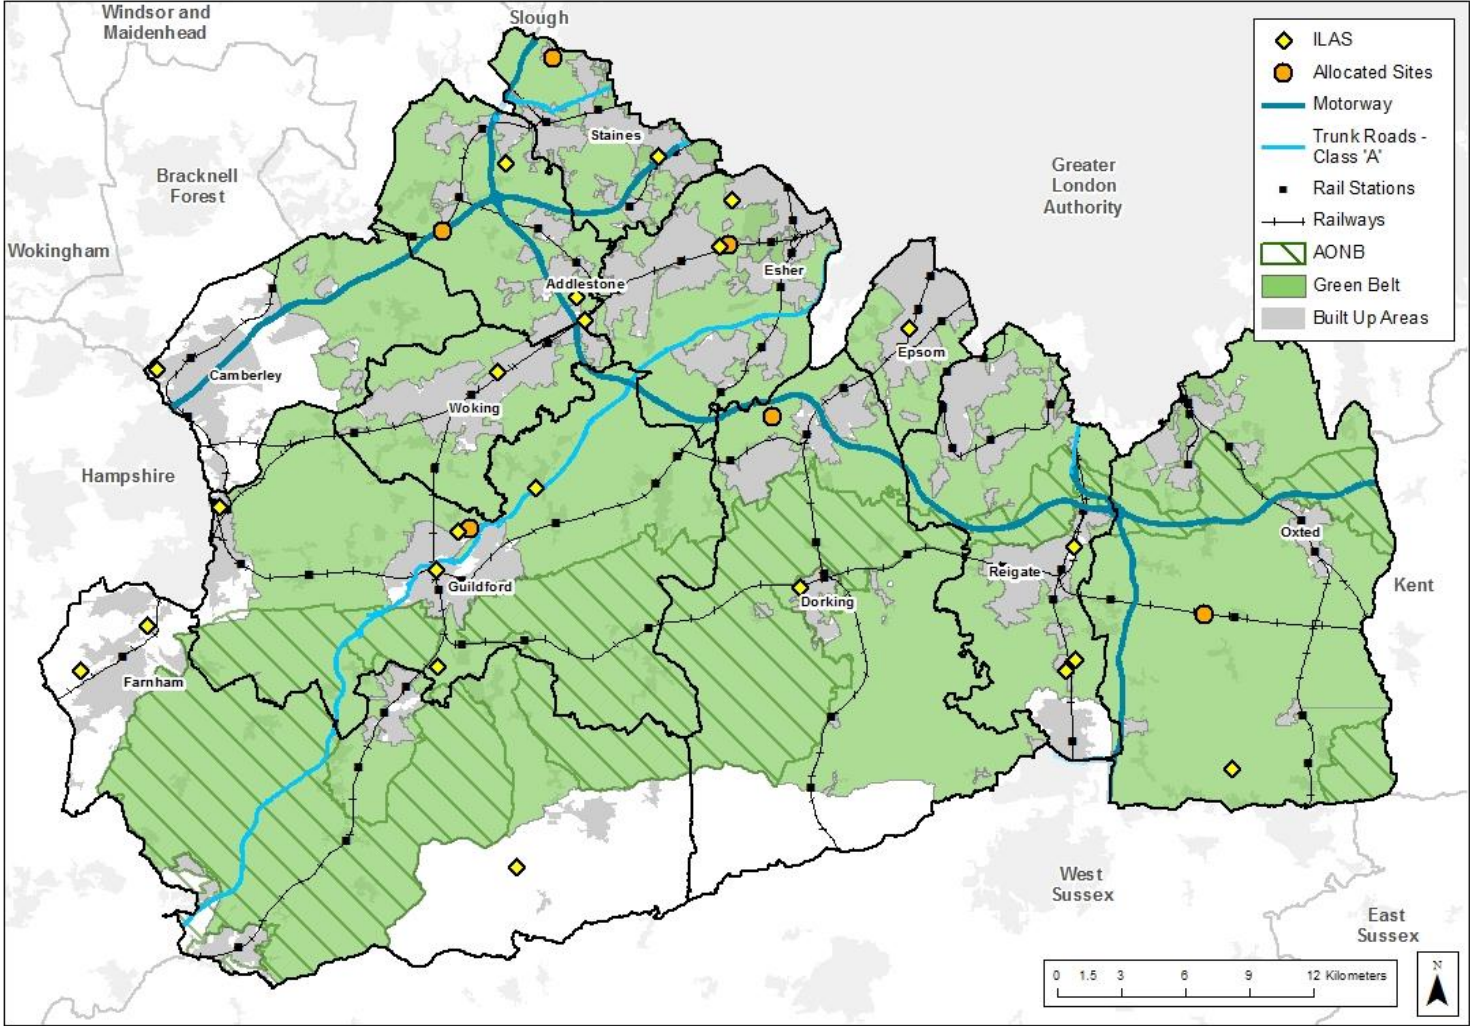 Windsor and
Maidenhead
Slough
ILAS
Allocated Sites
Motorway
Trunk Roads -
Class 'A'
Rail Stations
Railways
AONB
Green Belt
Built Up Areas
Staines
Bracknell
Forest
Greater
London
Authority
Wokingham
Esher
Addlestone
Epsom
Camberley
Woking
Hampshire
Oxted
Reigate
Guildford
Dorking
Kent
Farnham
West
Sussex
East
Sussex
0 1.5 3 6 9 12 Kilometers
N